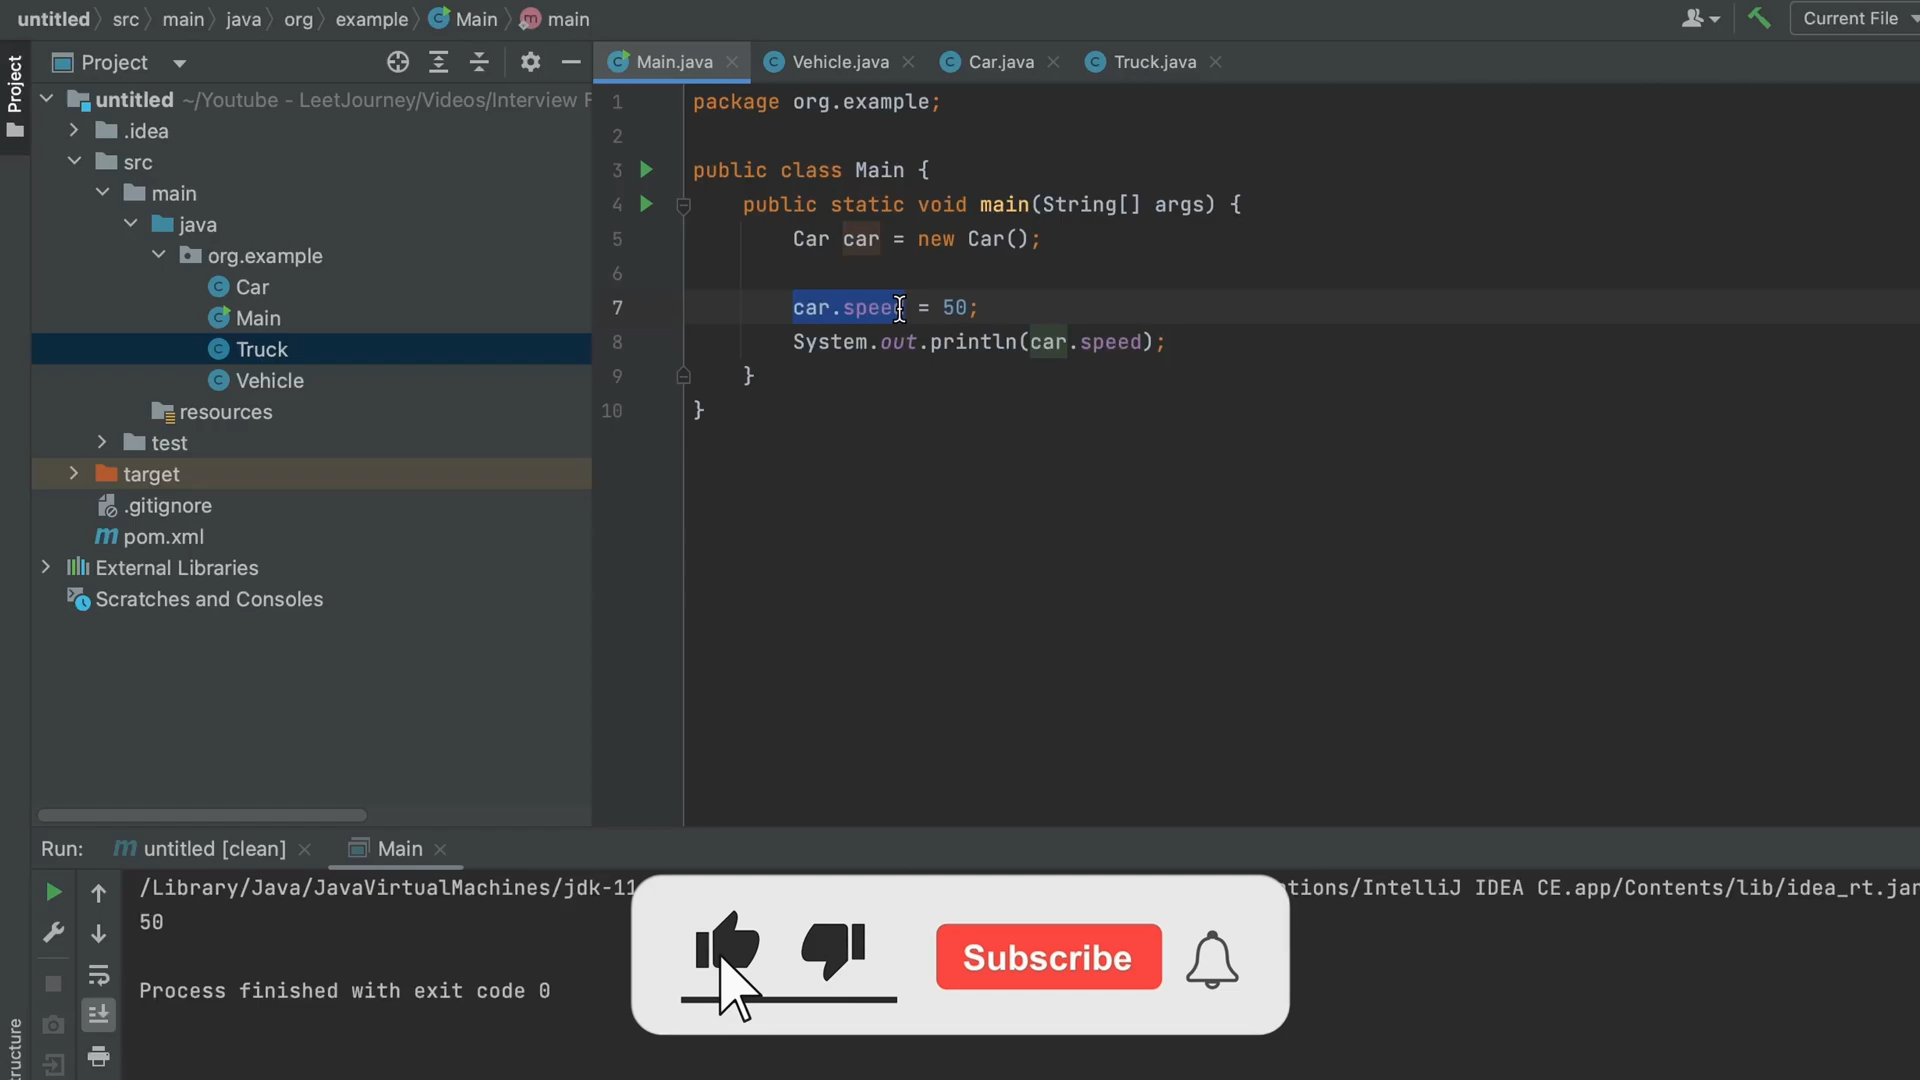 untitled src main java org example Main main
Current File
Project
Main.java Vehicle.java Car.java Truck.java
Project
untitled ~/Youtube - LeetJourney/Videos/Interview F
.idea
src
main
java
org.example
Car
Main
Truck
Vehicle
resources
test
target
.gitignore
pom.xml
External Libraries
Scratches and Consoles
1 package org.example;
2
3 public class Main {
4 public static void main(String[] args) {
5 Car car = new Car();
6
7 car.speed = 50;
8 System.out.println(car.speed);
9 }
10 }
Run: untitled [clean] Main
/Library/Java/JavaVirtualMachines/jdk-11
tions/IntelliJ IDEA CE.app/Contents/lib/idea_rt.jar
50
Process finished with exit code 0
Subscribe
tructure